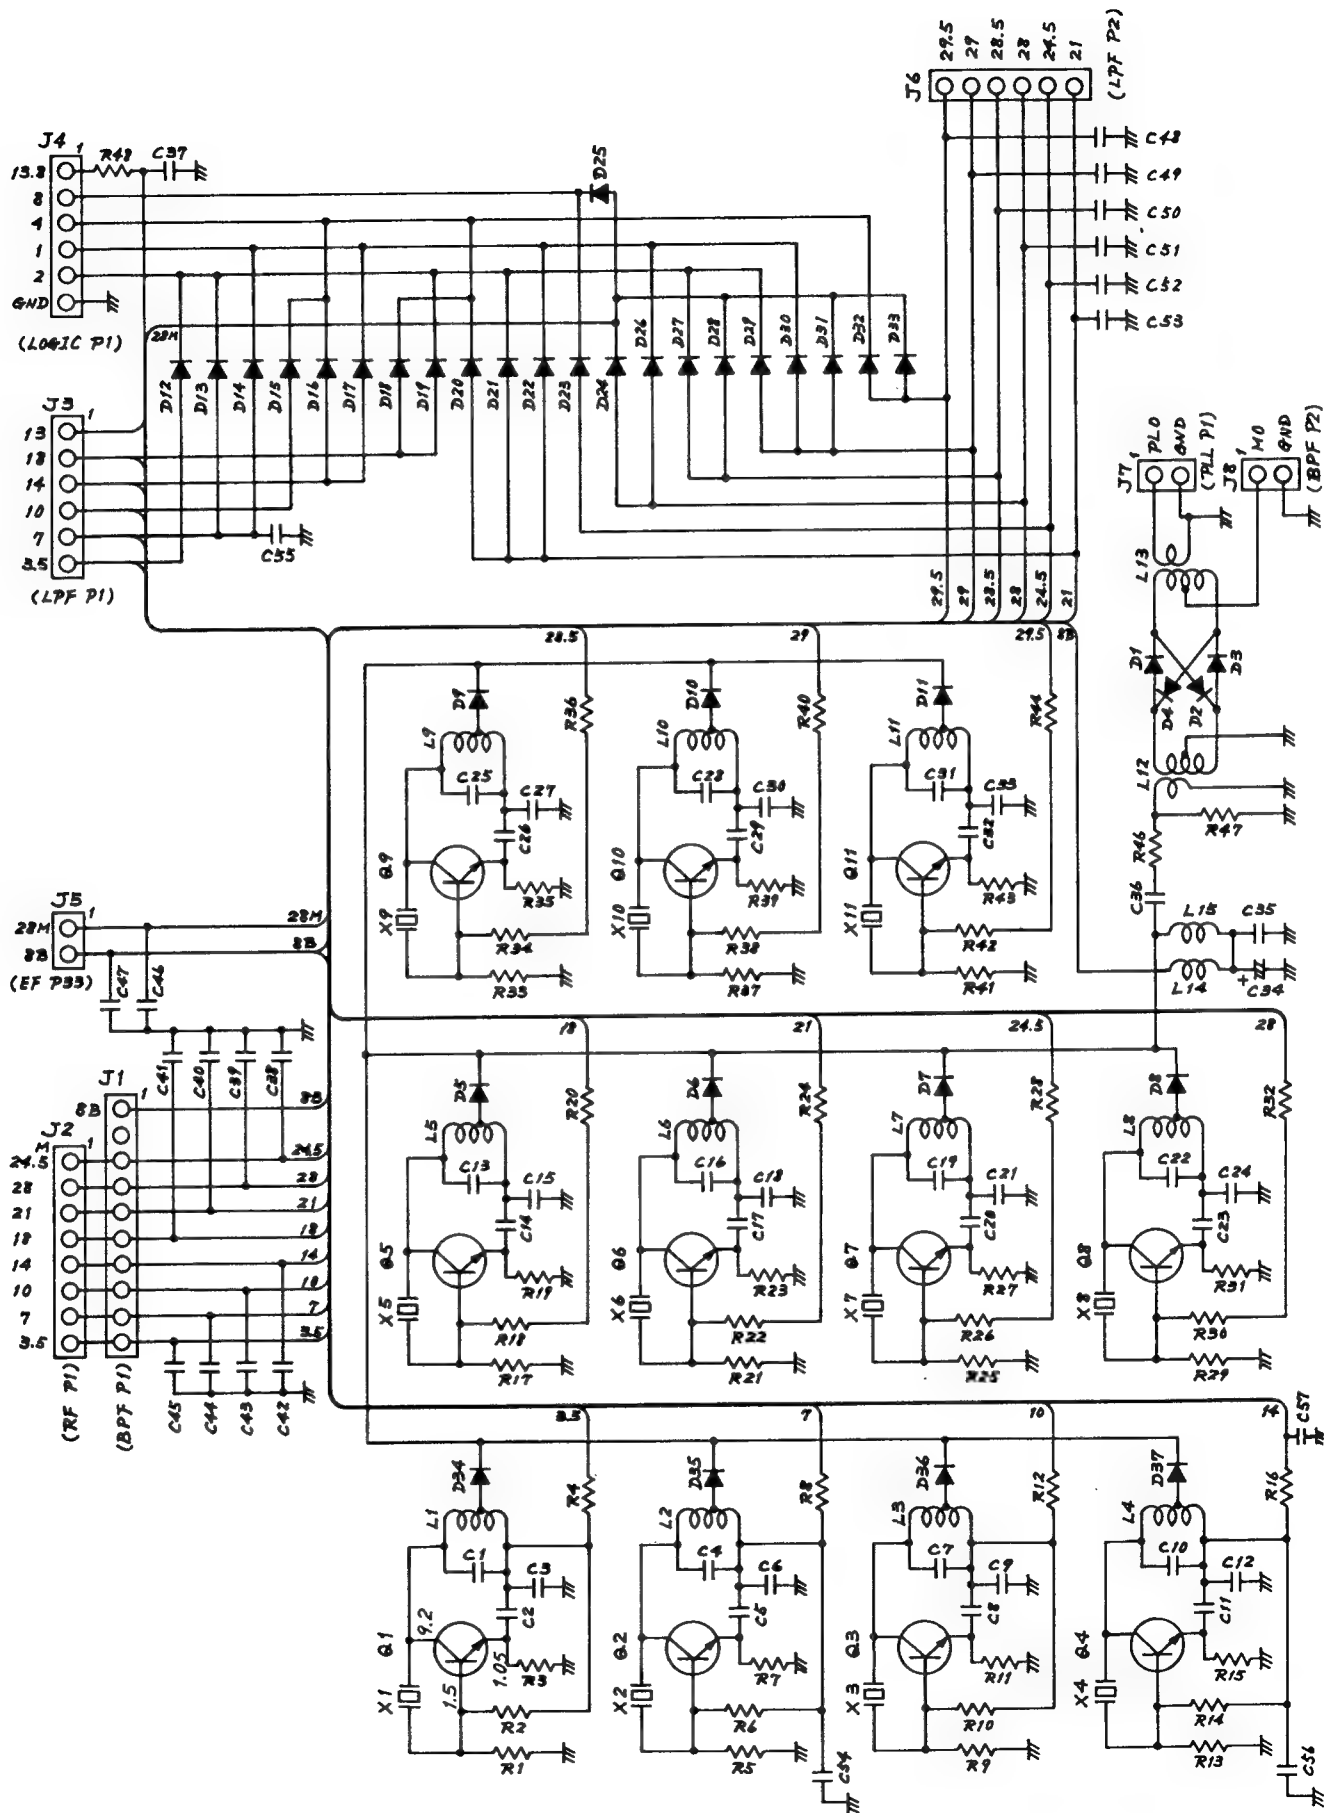 J6
29.5
29
28.5
28
24.5
21
(LPF P2)
C48
C49
C50
C51
C52
C53
J4
1
13.8
8
4
1
2
GND
(LOGIC P1)
R48
C37
D25
28M
D12
D13
D14
D15
D16
D17
D18
D19
D20
D21
D22
D23
D24
D26
D27
D28
D29
D30
D31
D32
D33
J3
1
13
18
14
10
7
3.5
(LPF P1)
C55
29.5
29
28.5
28
24.5
21
8B
J7
1
PLO
GND
(PLL P1)
J8
1
MO
GND
(BPF P2)
L13
D1
D3
D4
D2
L12
R47
R46
C36
L15
C35
L14
+
C34
28.5
29
29.5
D9
L9
C25
C27
C26
Q9
X9
R35
R34
R33
R36
D10
L10
C28
C30
C29
Q10
X10
R39
R38
R37
R40
D11
L11
C31
C33
C32
Q11
X11
R43
R42
R41
R44
J5
1
28M
8B
(EF P33)
28M
8B
C47
C46
C41
C40
C39
C38
J1
1
8B
8B
J2
M
1
24.5
28
21
18
14
10
7
3.5
24.5
28
21
18
14
10
7
3.5
(RF P1)
(BPF P1)
C45
C44
C43
C42
18
21
24.5
28
D5
L5
C13
C15
C14
Q5
X5
R19
R18
R17
R20
D6
L6
C16
C18
C17
Q6
X6
R23
R22
R21
R24
D7
L7
C19
C21
C20
Q7
X7
R27
R26
R25
R28
D8
L8
C22
C24
C23
Q8
X8
R31
R30
R29
R32
3.5
7
10
14
C57
D34
L1
C1
C3
C2
9.2
Q1
1.05
1.5
X1
R3
R2
R1
R4
D35
L2
C4
C6
C5
Q2
X2
R7
R6
R5
R8
C54
D36
L3
C7
C9
C8
Q3
X3
R11
R10
R9
R12
D37
L4
C10
C12
C11
Q4
X4
R15
R14
R13
R16
C56